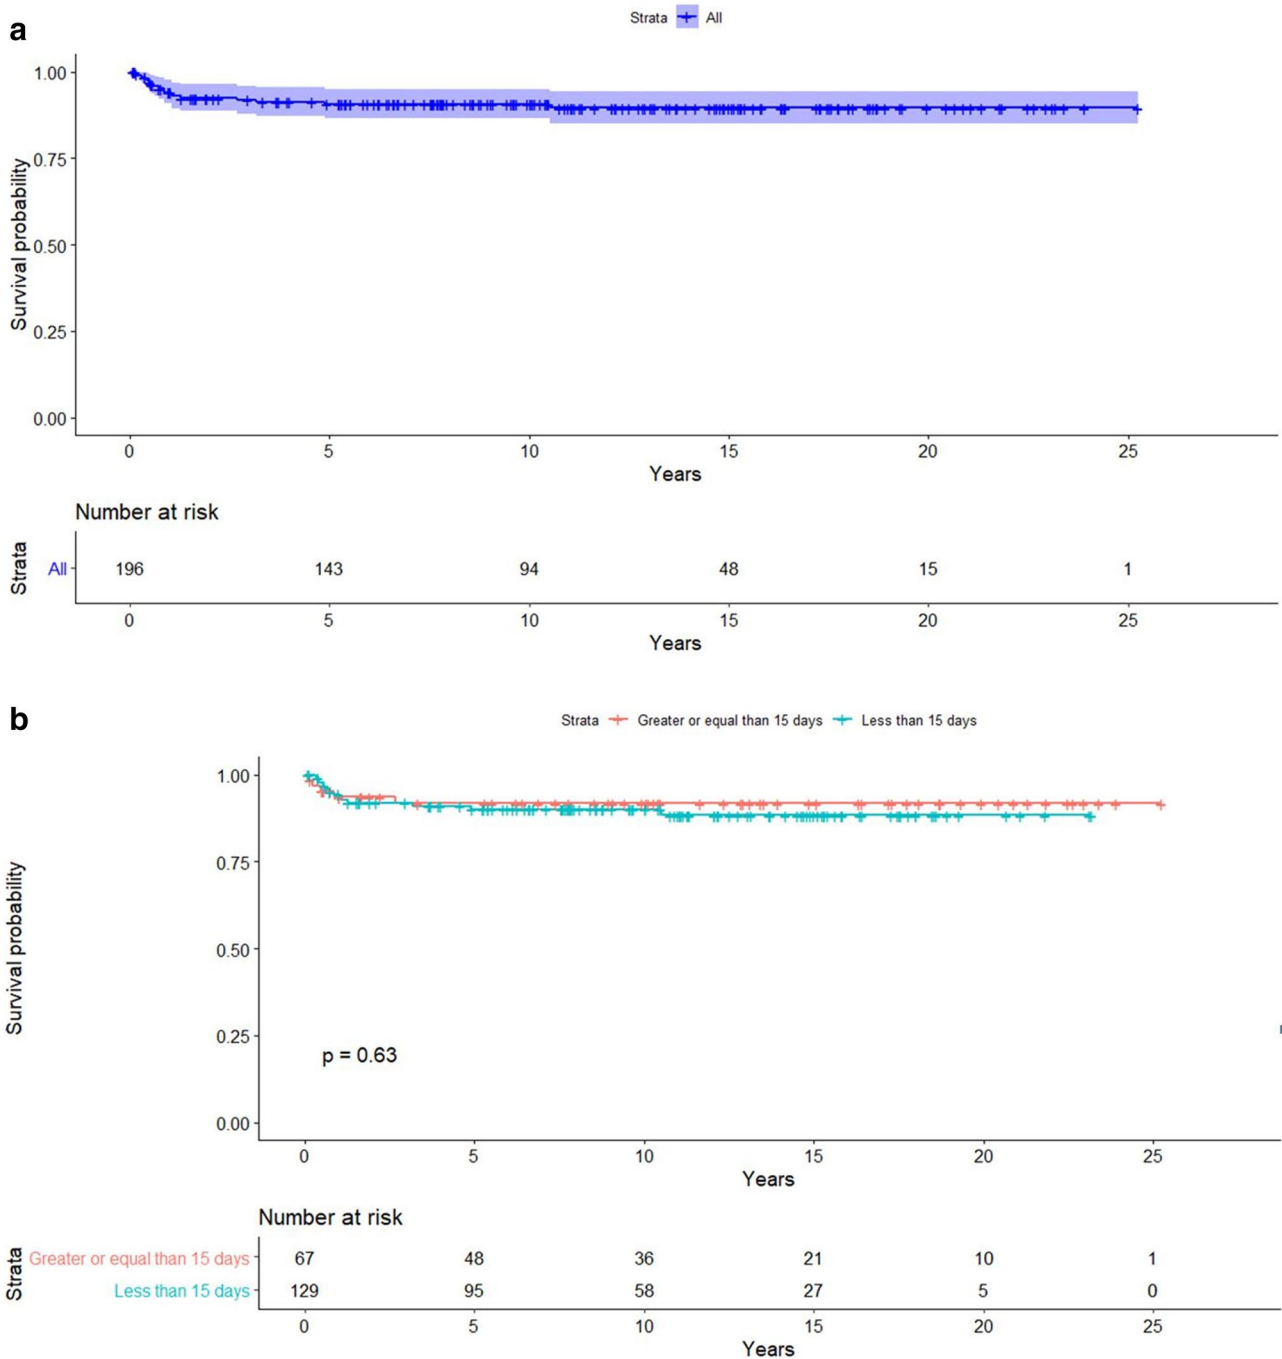 a
Strata All
1.00
0.75
0.50
0.25
0.00
Survival probability
0 5 10 15 20 25
Years
Number at risk
Strata
All 196 143 94 48 15 1
0 5 10 15 20 25
Years
b
Strata Greater or equal than 15 days Less than 15 days
1.00
0.75
0.50
0.25
0.00
Survival probability
p = 0.63
0 5 10 15 20 25
Years
Number at risk
Strata
Greater or equal than 15 days 67 48 36 21 10 1
Less than 15 days 129 95 58 27 5 0
0 5 10 15 20 25
Years